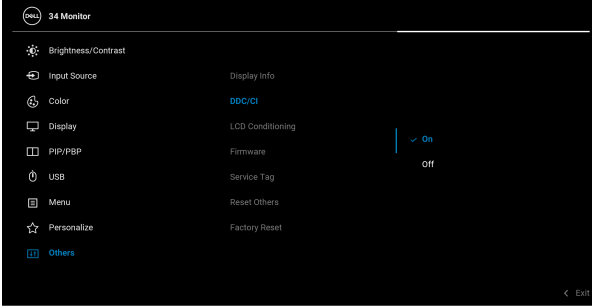 DELL
34 Monitor
Brightness/Contrast
Input Source
Color
Display
PIP/PBP
USB
Menu
Personalize
Others
Display Info
DDC/CI
LCD Conditioning
Firmware
Service Tag
Reset Others
Factory Reset
On
Off
Exit